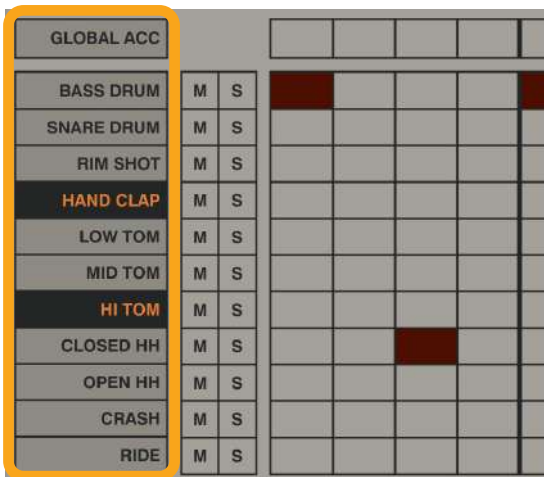 GLOBAL ACC
BASS DRUM M S
SNARE DRUM M S
RIM SHOT M S
HAND CLAP M S
LOW TOM M S
MID TOM M S
HI TOM M S
CLOSED HH M S
OPEN HH M S
CRASH M S
RIDE M S